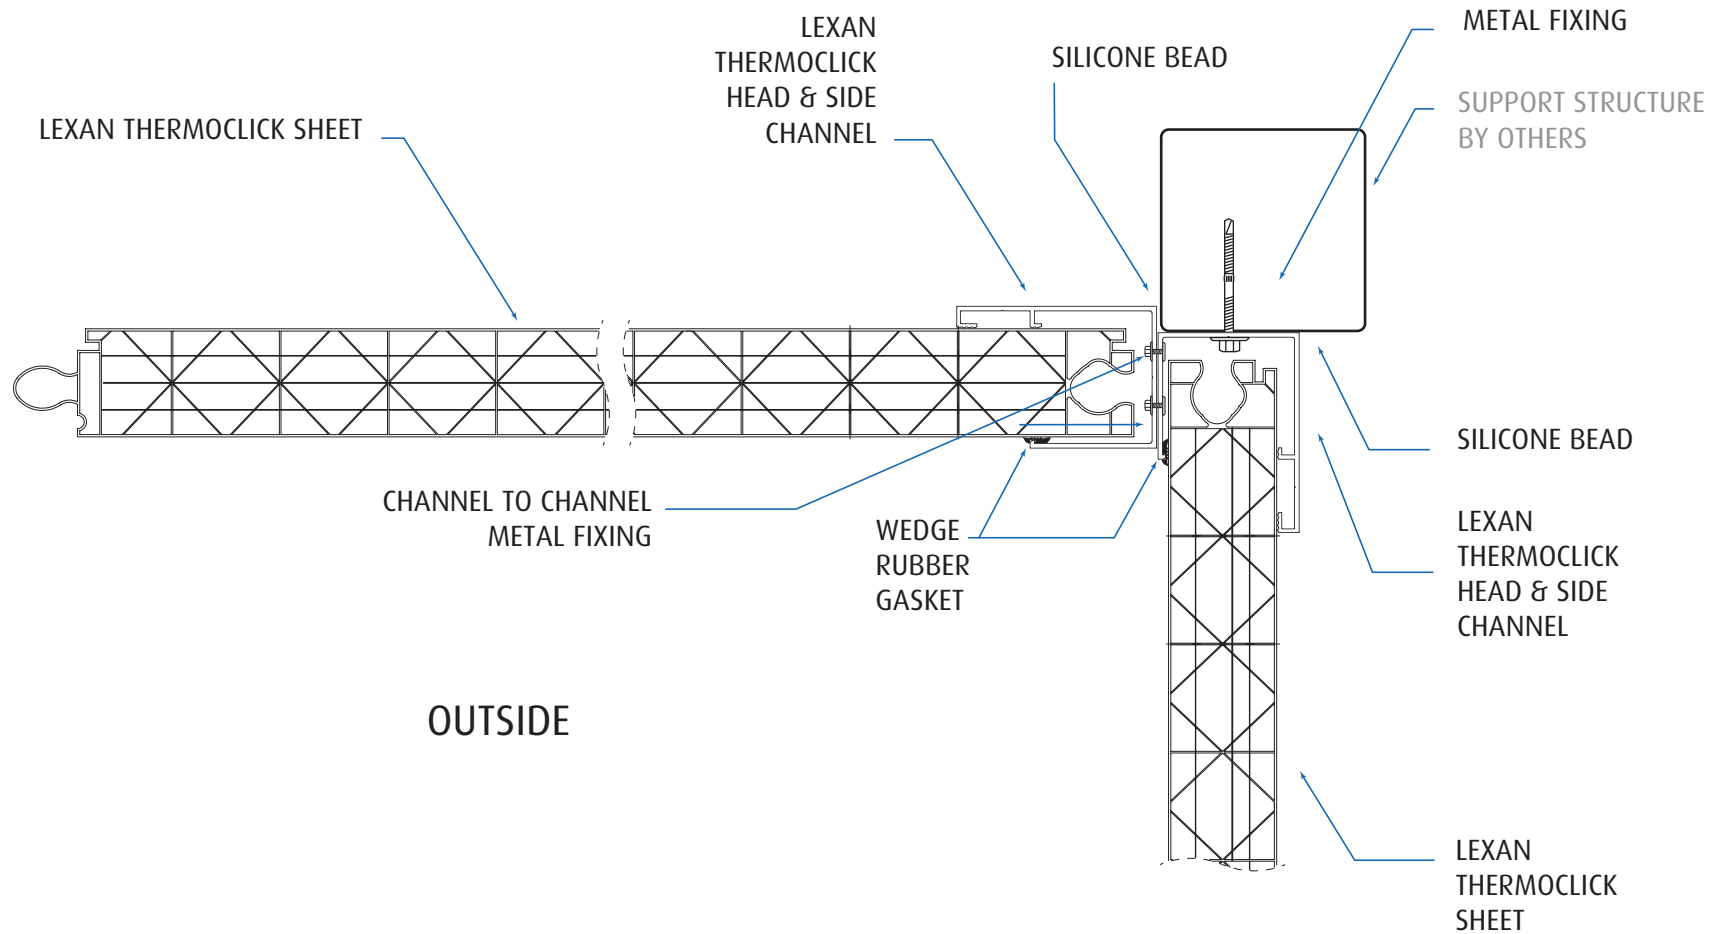 METAL FIXING
LEXAN
THERMOCLICK
HEAD & SIDE
CHANNEL
SILICONE BEAD
SUPPORT STRUCTURE
BY OTHERS
LEXAN THERMOCLICK SHEET
SILICONE BEAD
CHANNEL TO CHANNEL
METAL FIXING
WEDGE
RUBBER
GASKET
LEXAN
THERMOCLICK
HEAD & SIDE
CHANNEL
OUTSIDE
LEXAN
THERMOCLICK
SHEET